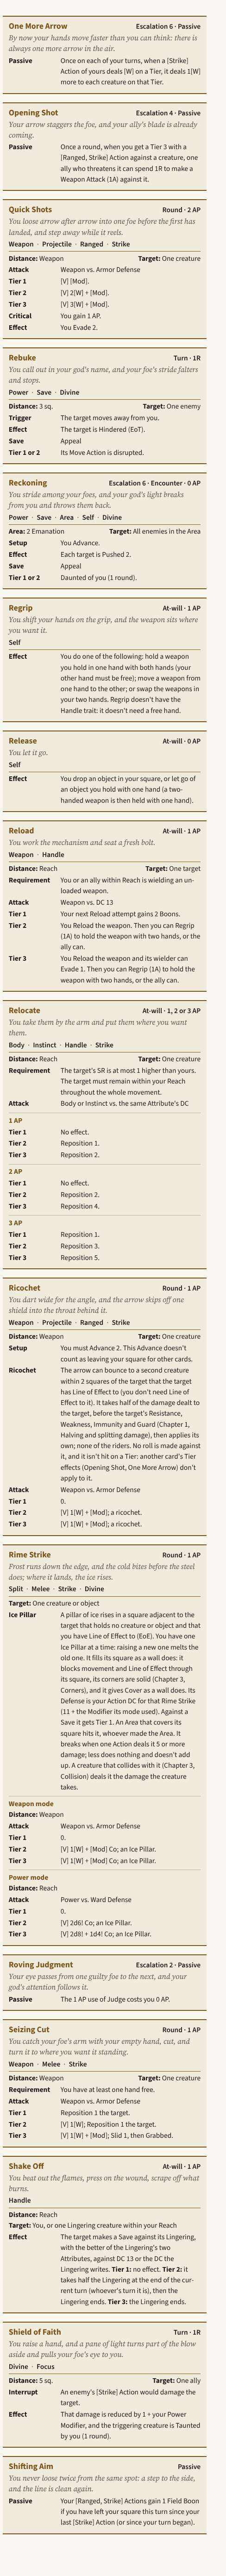 One More Arrow Escalation 6 · Passive
By now your hands move faster than you can think: there is
always one more arrow in the air.
Passive Once on each of your turns, when a [Strike]
Action of yours deals [W] on a Tier, it deals 1[W]
more to each creature on that Tier.
Opening Shot Escalation 4 · Passive
Your arrow staggers the foe, and your ally's blade is already
coming.
Passive Once a round, when you get a Tier 3 with a
[Ranged, Strike] Action against a creature, one
ally who threatens it can spend 1R to make a
Weapon Attack (1A) against it.
Quick Shots Round · 2 AP
You loose arrow after arrow into one foe before the first has
landed, and step away while it reels.
Weapon · Projectile · Ranged · Strike
Distance: Weapon Target: One creature
Attack Weapon vs. Armor Defense
Tier 1 [V] [Mod].
Tier 2 [V] 2[W] + [Mod].
Tier 3 [V] 3[W] + [Mod].
Critical You gain 1 AP.
Effect You Evade 2.
Rebuke Turn · 1R
You call out in your god's name, and your foe's stride falters
and stops.
Power · Save · Divine
Distance: 3 sq. Target: One enemy
Trigger The target moves away from you.
Effect The target is Hindered (EoT).
Save Appeal
Tier 1 or 2 Its Move Action is disrupted.
Reckoning Escalation 6 · Encounter · 0 AP
You stride among your foes, and your god's light breaks
from you and throws them back.
Power · Save · Area · Self · Divine
Area: 2 Emanation Target: All enemies in the Area
Setup You Advance.
Effect Each target is Pushed 2.
Save Appeal
Tier 1 or 2 Daunted of you (1 round).
Regrip At-will · 1 AP
You shift your hands on the grip, and the weapon sits where
you want it.
Self
Effect You do one of the following: hold a weapon
you hold in one hand with both hands (your
other hand must be free); move a weapon from
one hand to the other; or swap the weapons in
your two hands. Regrip doesn't have the
Handle trait: it doesn't need a free hand.
Release At-will · 0 AP
You let it go.
Self
Effect You drop an object in your square, or let go of
an object you hold with one hand (a two-
handed weapon is then held with one hand).
Reload At-will · 1 AP
You work the mechanism and seat a fresh bolt.
Weapon · Handle
Distance: Reach Target: One target
Requirement You or an ally within Reach is wielding an un-
loaded weapon.
Attack Weapon vs. DC 13
Tier 1 Your next Reload attempt gains 2 Boons.
Tier 2 You Reload the weapon. Then you can Regrip
(1A) to hold the weapon with two hands, or the
ally can.
Tier 3 You Reload the weapon and its wielder can
Evade 1. Then you can Regrip (1A) to hold the
weapon with two hands, or the ally can.
Relocate At-will · 1, 2 or 3 AP
You take them by the arm and put them where you want
them.
Body · Instinct · Handle · Strike
Distance: Reach Target: One creature
Requirement The target's SR is at most 1 higher than yours.
The target must remain within your Reach
throughout the whole movement.
Attack Body or Instinct vs. the same Attribute's DC
1 AP
Tier 1 No effect.
Tier 2 Reposition 1.
Tier 3 Reposition 2.
2 AP
Tier 1 No effect.
Tier 2 Reposition 2.
Tier 3 Reposition 4.
3 AP
Tier 1 Reposition 1.
Tier 2 Reposition 3.
Tier 3 Reposition 5.
Ricochet Round · 1 AP
You dart wide for the angle, and the arrow skips off one
shield into the throat behind it.
Weapon · Projectile · Ranged · Strike
Distance: Weapon Target: One creature
Setup You must Advance 2. This Advance doesn't
count as leaving your square for other cards.
Ricochet The arrow can bounce to a second creature
within 2 squares of the target that the target
has Line of Effect to (you don't need Line of
Effect to it). It takes half of the damage dealt to
the target, before the target's Resistance,
Weakness, Immunity and Guard (Chapter 1,
Halving and splitting damage), then applies its
own; none of the riders. No roll is made against
it, and it isn't hit on a Tier: another card's Tier
effects (Opening Shot, One More Arrow) don't
apply to it.
Attack Weapon vs. Armor Defense
Tier 1 0.
Tier 2 [V] 1[W] + [Mod]; a ricochet.
Tier 3 [V] 2[W] + [Mod]; a ricochet.
Rime Strike Round · 1 AP
Frost runs down the edge, and the cold bites before the steel
does; where it lands, the ice rises.
Split · Melee · Strike · Divine
Target: One creature or object
Ice Pillar A pillar of ice rises in a square adjacent to the
target that holds no creature or object and that
you have Line of Effect to (EoE). You have one
Ice Pillar at a time: raising a new one melts the
old one. It fills its square as a wall does: it
blocks movement and Line of Effect through
its square, its corners are solid (Chapter 3,
Corners), and it gives Cover as a wall does. Its
Defense is your Action DC for that Rime Strike
(11 + the Modifier its mode used). Against a
Save it gets Tier 1. An Area that covers its
square hits it, whoever made the Area. It
breaks when one Action deals it 5 or more
damage; less does nothing and doesn't add
up. A creature that collides with it (Chapter 3,
Collision) deals it the damage the creature
takes.
Weapon mode
Distance: Weapon
Attack Weapon vs. Armor Defense
Tier 1 0.
Tier 2 [V] 1[W] + [Mod] Co; an Ice Pillar.
Tier 3 [V] 1[W] + [Mod] Co; an Ice Pillar.
Power mode
Distance: Reach
Attack Power vs. Ward Defense
Tier 1 0.
Tier 2 [V] 2d6! Co; an Ice Pillar.
Tier 3 [V] 2d8! + 1d4! Co; an Ice Pillar.
Roving Judgment Escalation 2 · Passive
Your eye passes from one guilty foe to the next, and your
god's attention follows it.
Passive The 1 AP use of Judge costs you 0 AP.
Seizing Cut Round · 1 AP
You catch your foe's arm with your empty hand, cut, and
turn it to where you want it standing.
Weapon · Melee · Strike
Distance: Weapon Target: One creature
Requirement You have at least one hand free.
Attack Weapon vs. Armor Defense
Tier 1 Reposition 1 the target.
Tier 2 [V] 1[W]; Reposition 1 the target.
Tier 3 [V] 1[W] + [Mod]; Slid 1, then Grabbed.
Shake Off At-will · 1 AP
You beat out the flames, press on the wound, scrape off what
burns.
Handle
Distance: Reach
Target: You, or one Lingering creature within your Reach
Effect The target makes a Save against its Lingering,
with the better of the Lingering's two
Attributes, against DC 13 or the DC the
Lingering writes. Tier 1: no effect. Tier 2: it
takes half the Lingering at the end of the cur-
rent turn (whoever's turn it is), then the
Lingering ends. Tier 3: the Lingering ends.
Shield of Faith Turn · 1R
You raise a hand, and a pane of light turns part of the blow
aside and pulls your foe's eye to you.
Divine · Focus
Distance: 5 sq. Target: One ally
Interrupt An enemy's [Strike] Action would damage the
target.
Effect That damage is reduced by 1 + your Power
Modifier, and the triggering creature is Taunted
by you (1 round).
Shifting Aim Passive
You never loose twice from the same spot: a step to the side,
and the line is clean again.
Passive Your [Ranged, Strike] Actions gain 1 Field Boon
if you have left your square this turn since your
last [Strike] Action (or since your turn began).